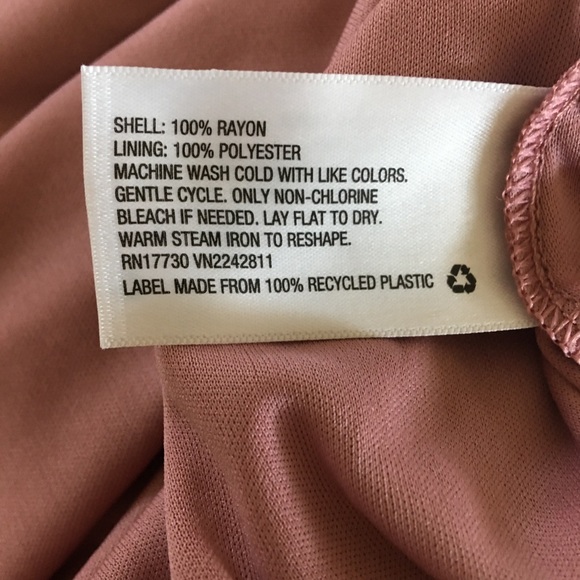 SHELL: 100% RAYON
LINING: 100% POLYESTER
MACHINE WASH COLD WITH LIKE COLORS.
GENTLE CYCLE. ONLY NON-CHLORINE
BLEACH IF NEEDED. LAY FLAT TO DRY.
WARM STEAM IRON TO RESHAPE.
RN17730 VN2242811
LABEL MADE FROM 100% RECYCLED PLASTIC